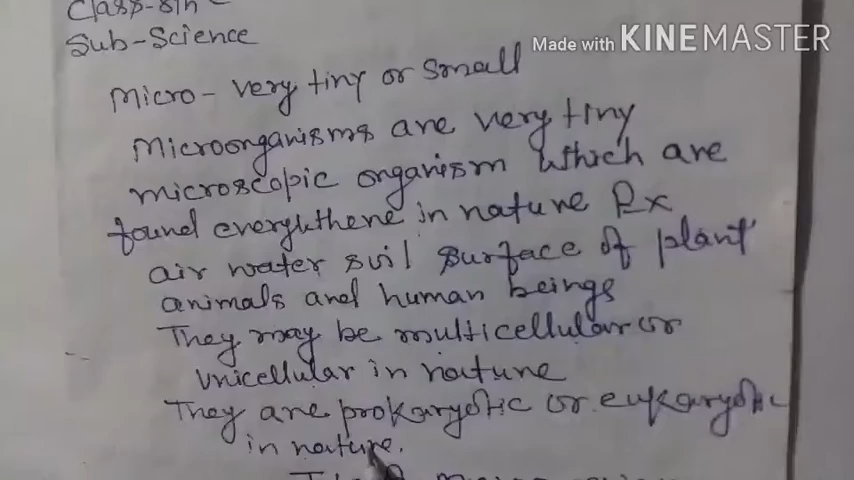 Class-8th
Sub-Science
Made with KINEMASTER
Micro - very tiny or small
Microorganisms are very tiny
microscopic organism which are
found everywhere in nature Ex
air water soil surface of plant
animals and human beings
They may be multicellular or
unicellular in nature
They are prokaryotic or eukaryotic
in nature.